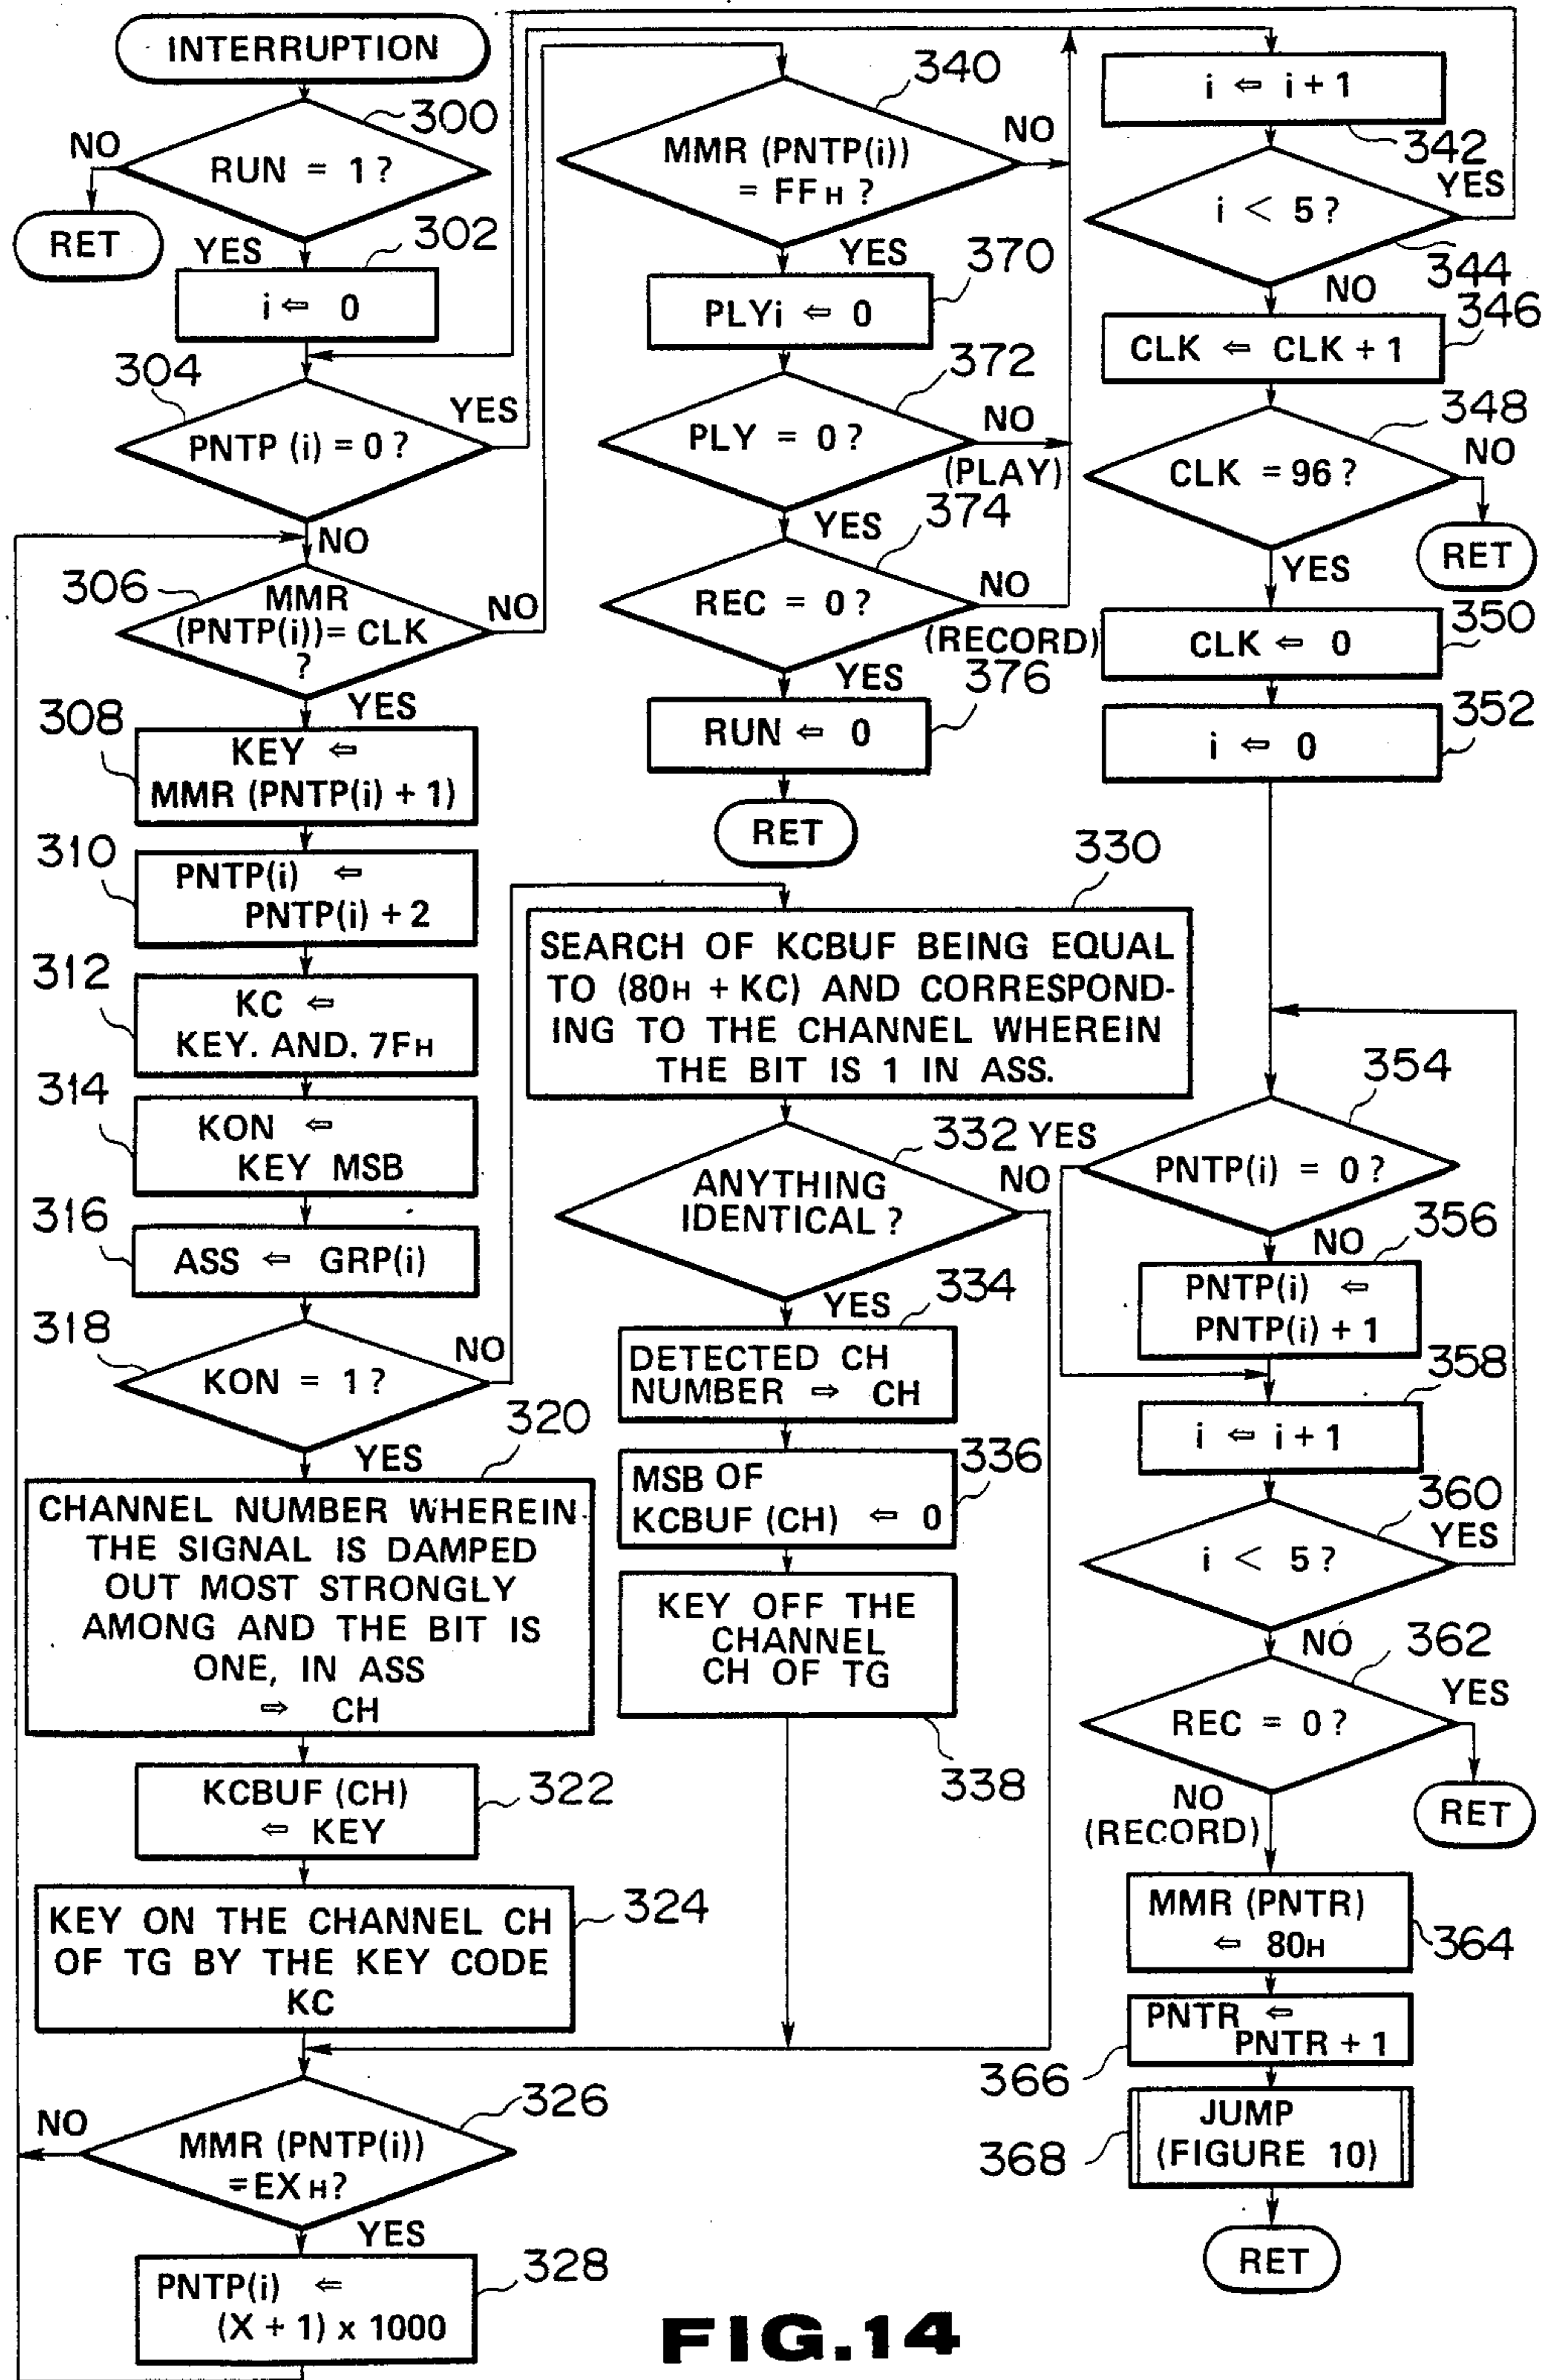 INTERRUPTION
300
RUN = 1 ?
NO
RET
YES
302
i ⇐ 0
304
PNTP (i) = 0 ?
YES
NO
306
MMR
(PNTP(i)) = CLK
?
NO
YES
308
KEY ⇐
MMR (PNTP(i) + 1)
310
PNTP(i) ⇐
PNTP(i) + 2
312
KC ⇐
KEY. AND. 7FH
314
KON ⇐
KEY MSB
316
ASS ⇐ GRP(i)
318
KON = 1 ?
NO
YES
320
CHANNEL NUMBER WHEREIN
THE SIGNAL IS DAMPED
OUT MOST STRONGLY
AMONG AND THE BIT IS
ONE, IN ASS
⇒ CH
322
KCBUF (CH)
⇐ KEY
324
KEY ON THE CHANNEL CH
OF TG BY THE KEY CODE
KC
326
MMR (PNTP(i))
=EX H?
NO
YES
328
PNTP(i) ⇐
(X + 1) x 1000
340
MMR (PNTP(i))
= FF H ?
NO
YES
370
PLYi ⇐ 0
372
PLY = 0 ?
NO
(PLAY)
YES
374
REC = 0 ?
NO
(RECORD)
YES
376
RUN ⇐ 0
RET
330
SEARCH OF KCBUF BEING EQUAL
TO (80H + KC) AND CORRESPOND-
ING TO THE CHANNEL WHEREIN
THE BIT IS 1 IN ASS.
332
ANYTHING
IDENTICAL ?
NO
YES
334
DETECTED CH
NUMBER ⇒ CH
336
MSB OF
KCBUF (CH) ⇐ 0
KEY OFF THE
CHANNEL
CH OF TG
338
i ⇐ i + 1
342
i < 5 ?
YES
344
NO
346
CLK ⇐ CLK + 1
348
CLK = 96 ?
NO
RET
YES
350
CLK ⇐ 0
352
i ⇐ 0
354
YES
PNTP(i) = 0 ?
NO
356
PNTP(i) ⇐
PNTP(i) + 1
358
i ⇐ i + 1
360
i < 5 ?
YES
NO
362
REC = 0 ?
YES
RET
NO
(RECORD)
MMR (PNTR)
⇐ 80H
364
PNTR ⇐
PNTR + 1
366
JUMP
(FIGURE 10)
368
RET
FIG.14